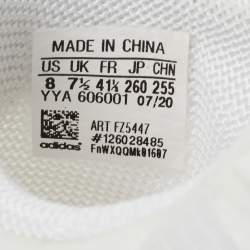 MADE IN CHINA
US UK FR JP CHN
8 7½ 41⅓ 260 255
YYA 606001 07/20
ART FZ5447
#126028485
adidas
FnWXQQMk016B7